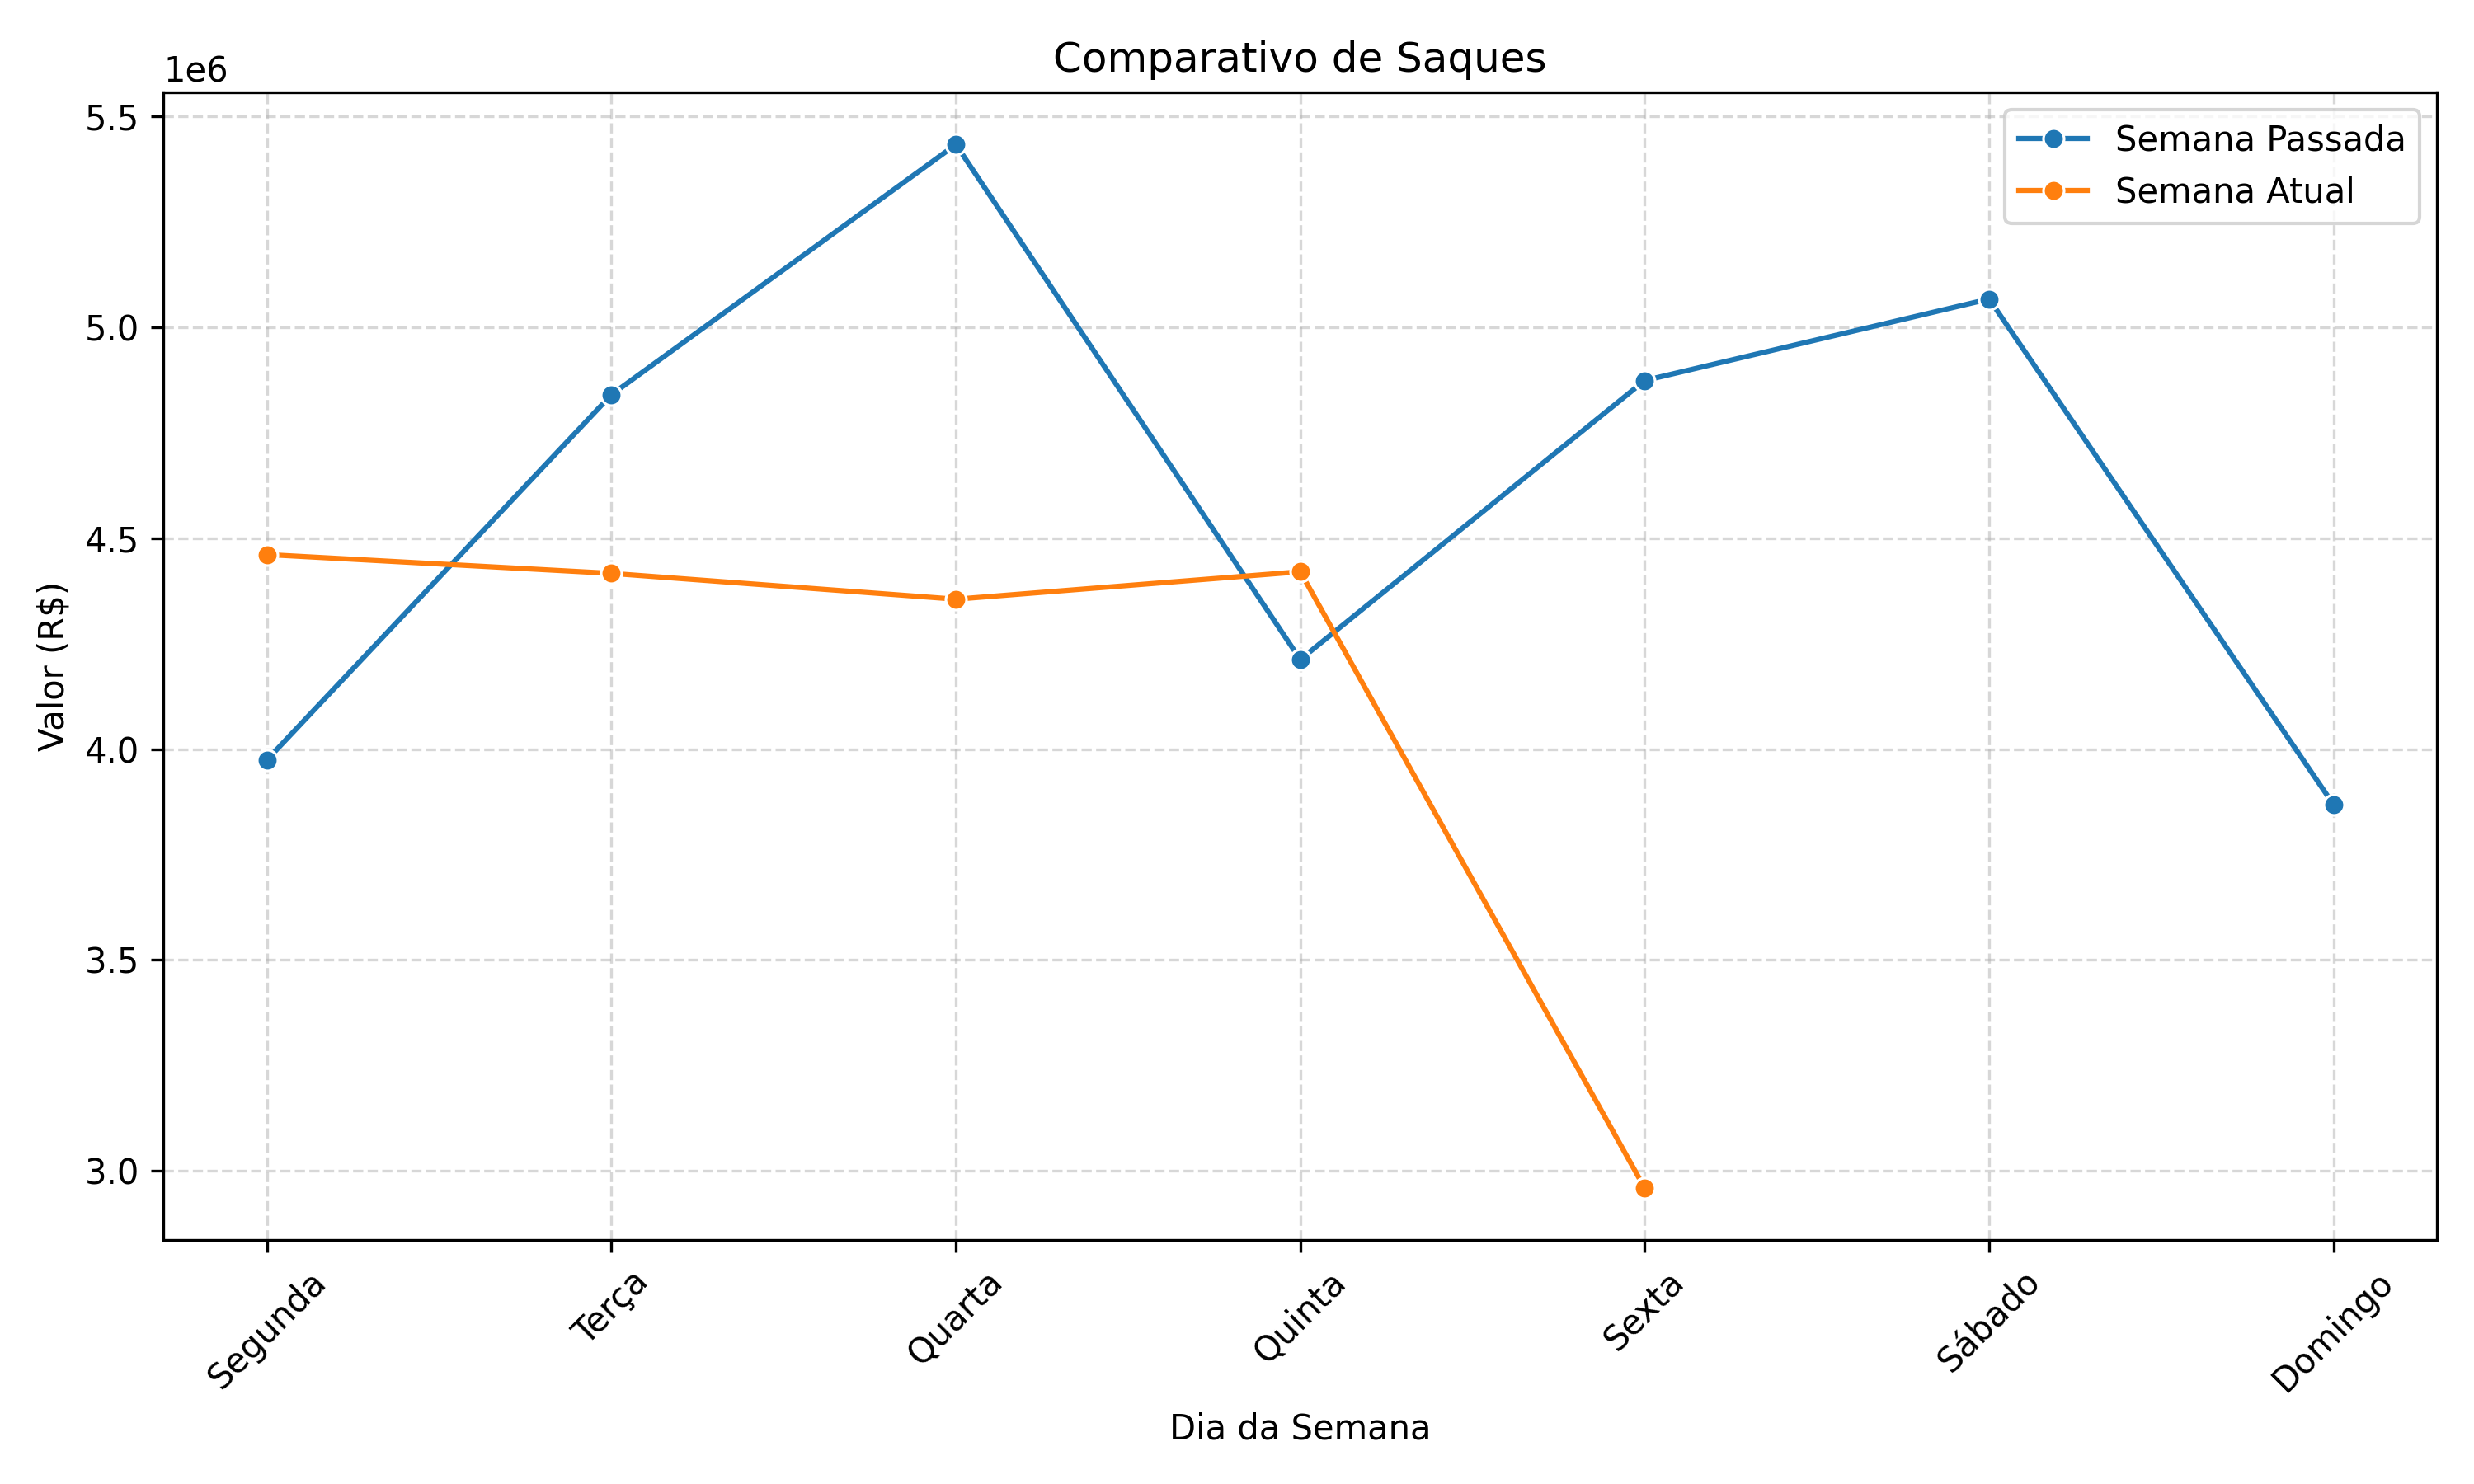 Comparativo de Saques
1e6
5.5
5.0
4.5
4.0
3.5
3.0
Valor (R$)
Semana Passada
Semana Atual
Segunda
Terça
Quarta
Quinta
Sexta
Sábado
Domingo
Dia da Semana